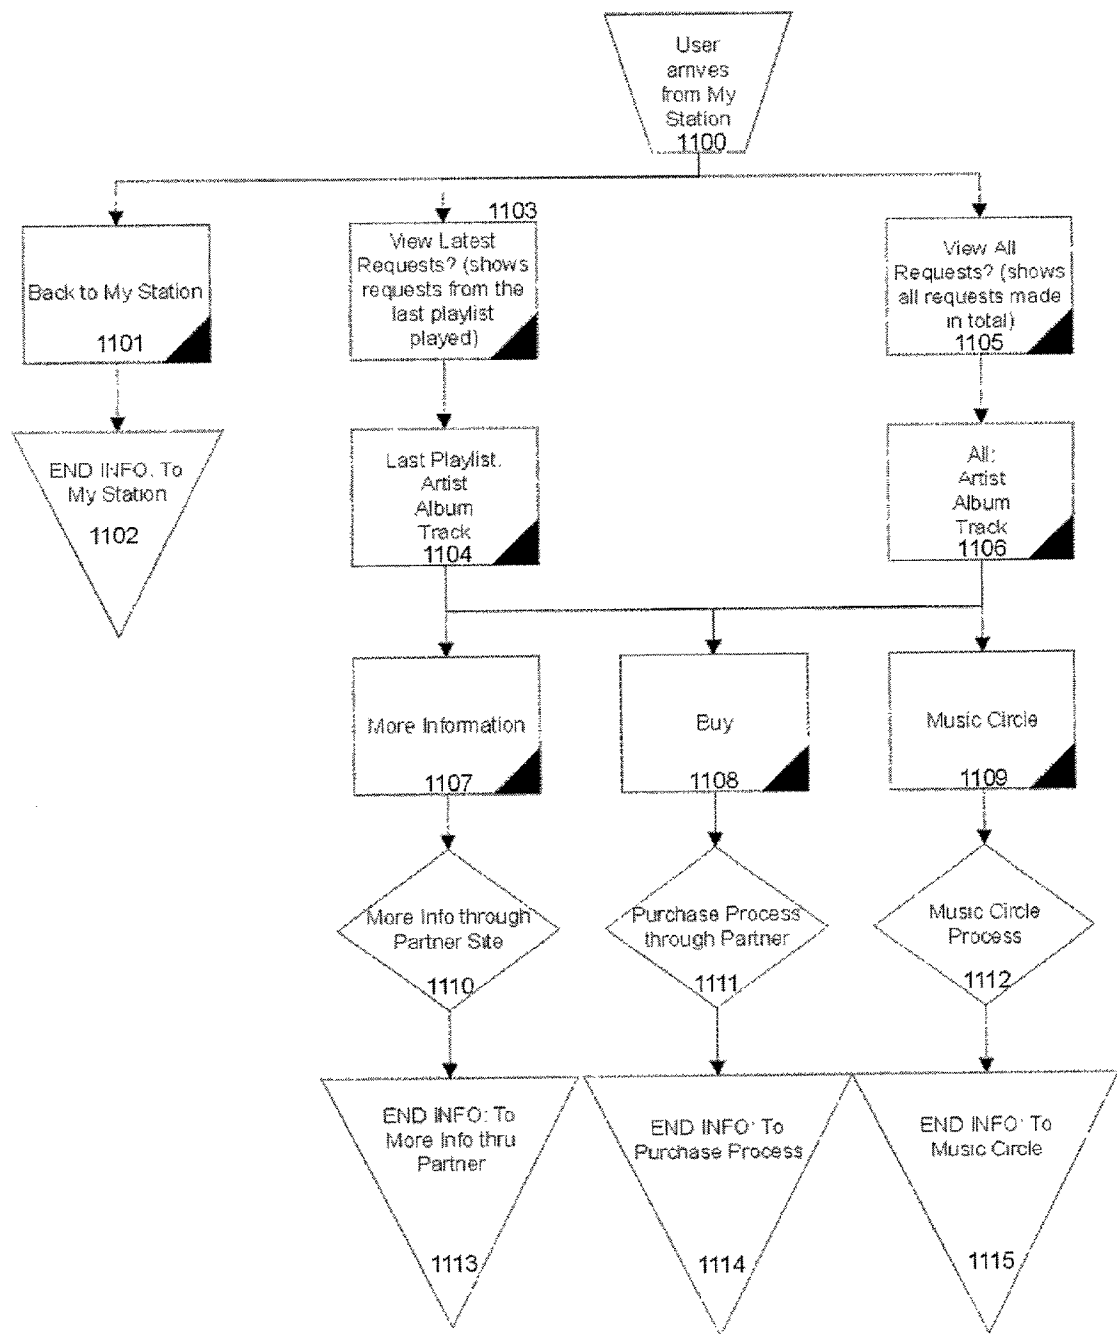 User
arrives
from My
Station
1100
Back to My Station
1101
1103
View Latest
Requests? (shows
requests from the
last playlist
played)
View All
Requests? (shows
all requests made
in total)
1105
END INFO: To
My Station
1102
Last Playlist:
Artist
Album
Track
1104
All:
Artist
Album
Track
1106
More Information
1107
Buy
1108
Music Circle
1109
More Info through
Partner Site
1110
Purchase Process
through Partner
1111
Music Circle
Process
1112
END INFO: To
More Info thru
Partner
1113
END INFO: To
Purchase Process
1114
END INFO: To
Music Circle
1115